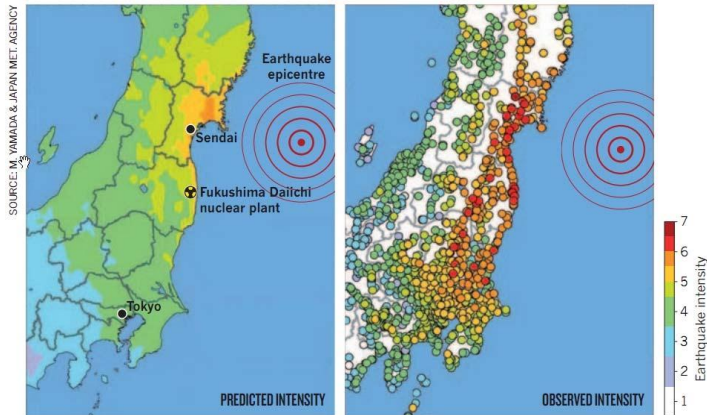 SOURCE: M. YAMADA & JAPAN MET. AGENCY
Earthquake
epicentre
Sendai
Fukushima Daiichi
nuclear plant
Tokyo
PREDICTED INTENSITY
OBSERVED INTENSITY
7
6
5
4
3
2
1
Earthquake intensity